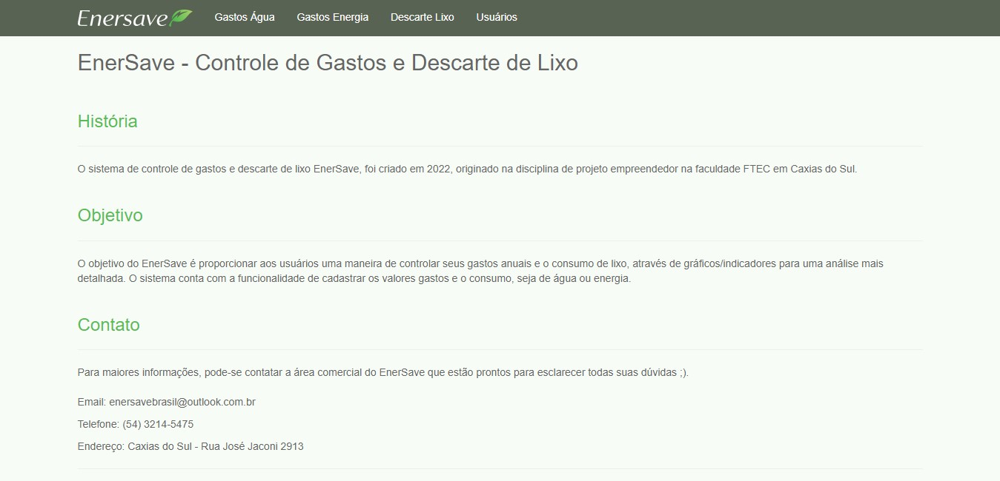 Enersave
Gastos Água
Gastos Energia
Descarte Lixo
Usuários
EnerSave - Controle de Gastos e Descarte de Lixo
História
O sistema de controle de gastos e descarte de lixo EnerSave, foi criado em 2022, originado na disciplina de projeto empreendedor na faculdade FTEC em Caxias do Sul.
Objetivo
O objetivo do EnerSave é proporcionar aos usuários uma maneira de controlar seus gastos anuais e o consumo de lixo, através de gráficos/indicadores para uma análise mais
detalhada. O sistema conta com a funcionalidade de cadastrar os valores gastos e o consumo, seja de água ou energia.
Contato
Para maiores informações, pode-se contatar a área comercial do EnerSave que estão prontos para esclarecer todas suas dúvidas ;).
Email: enersavebrasil@outlook.com.br
Telefone: (54) 3214-5475
Endereço: Caxias do Sul - Rua José Jaconi 2913